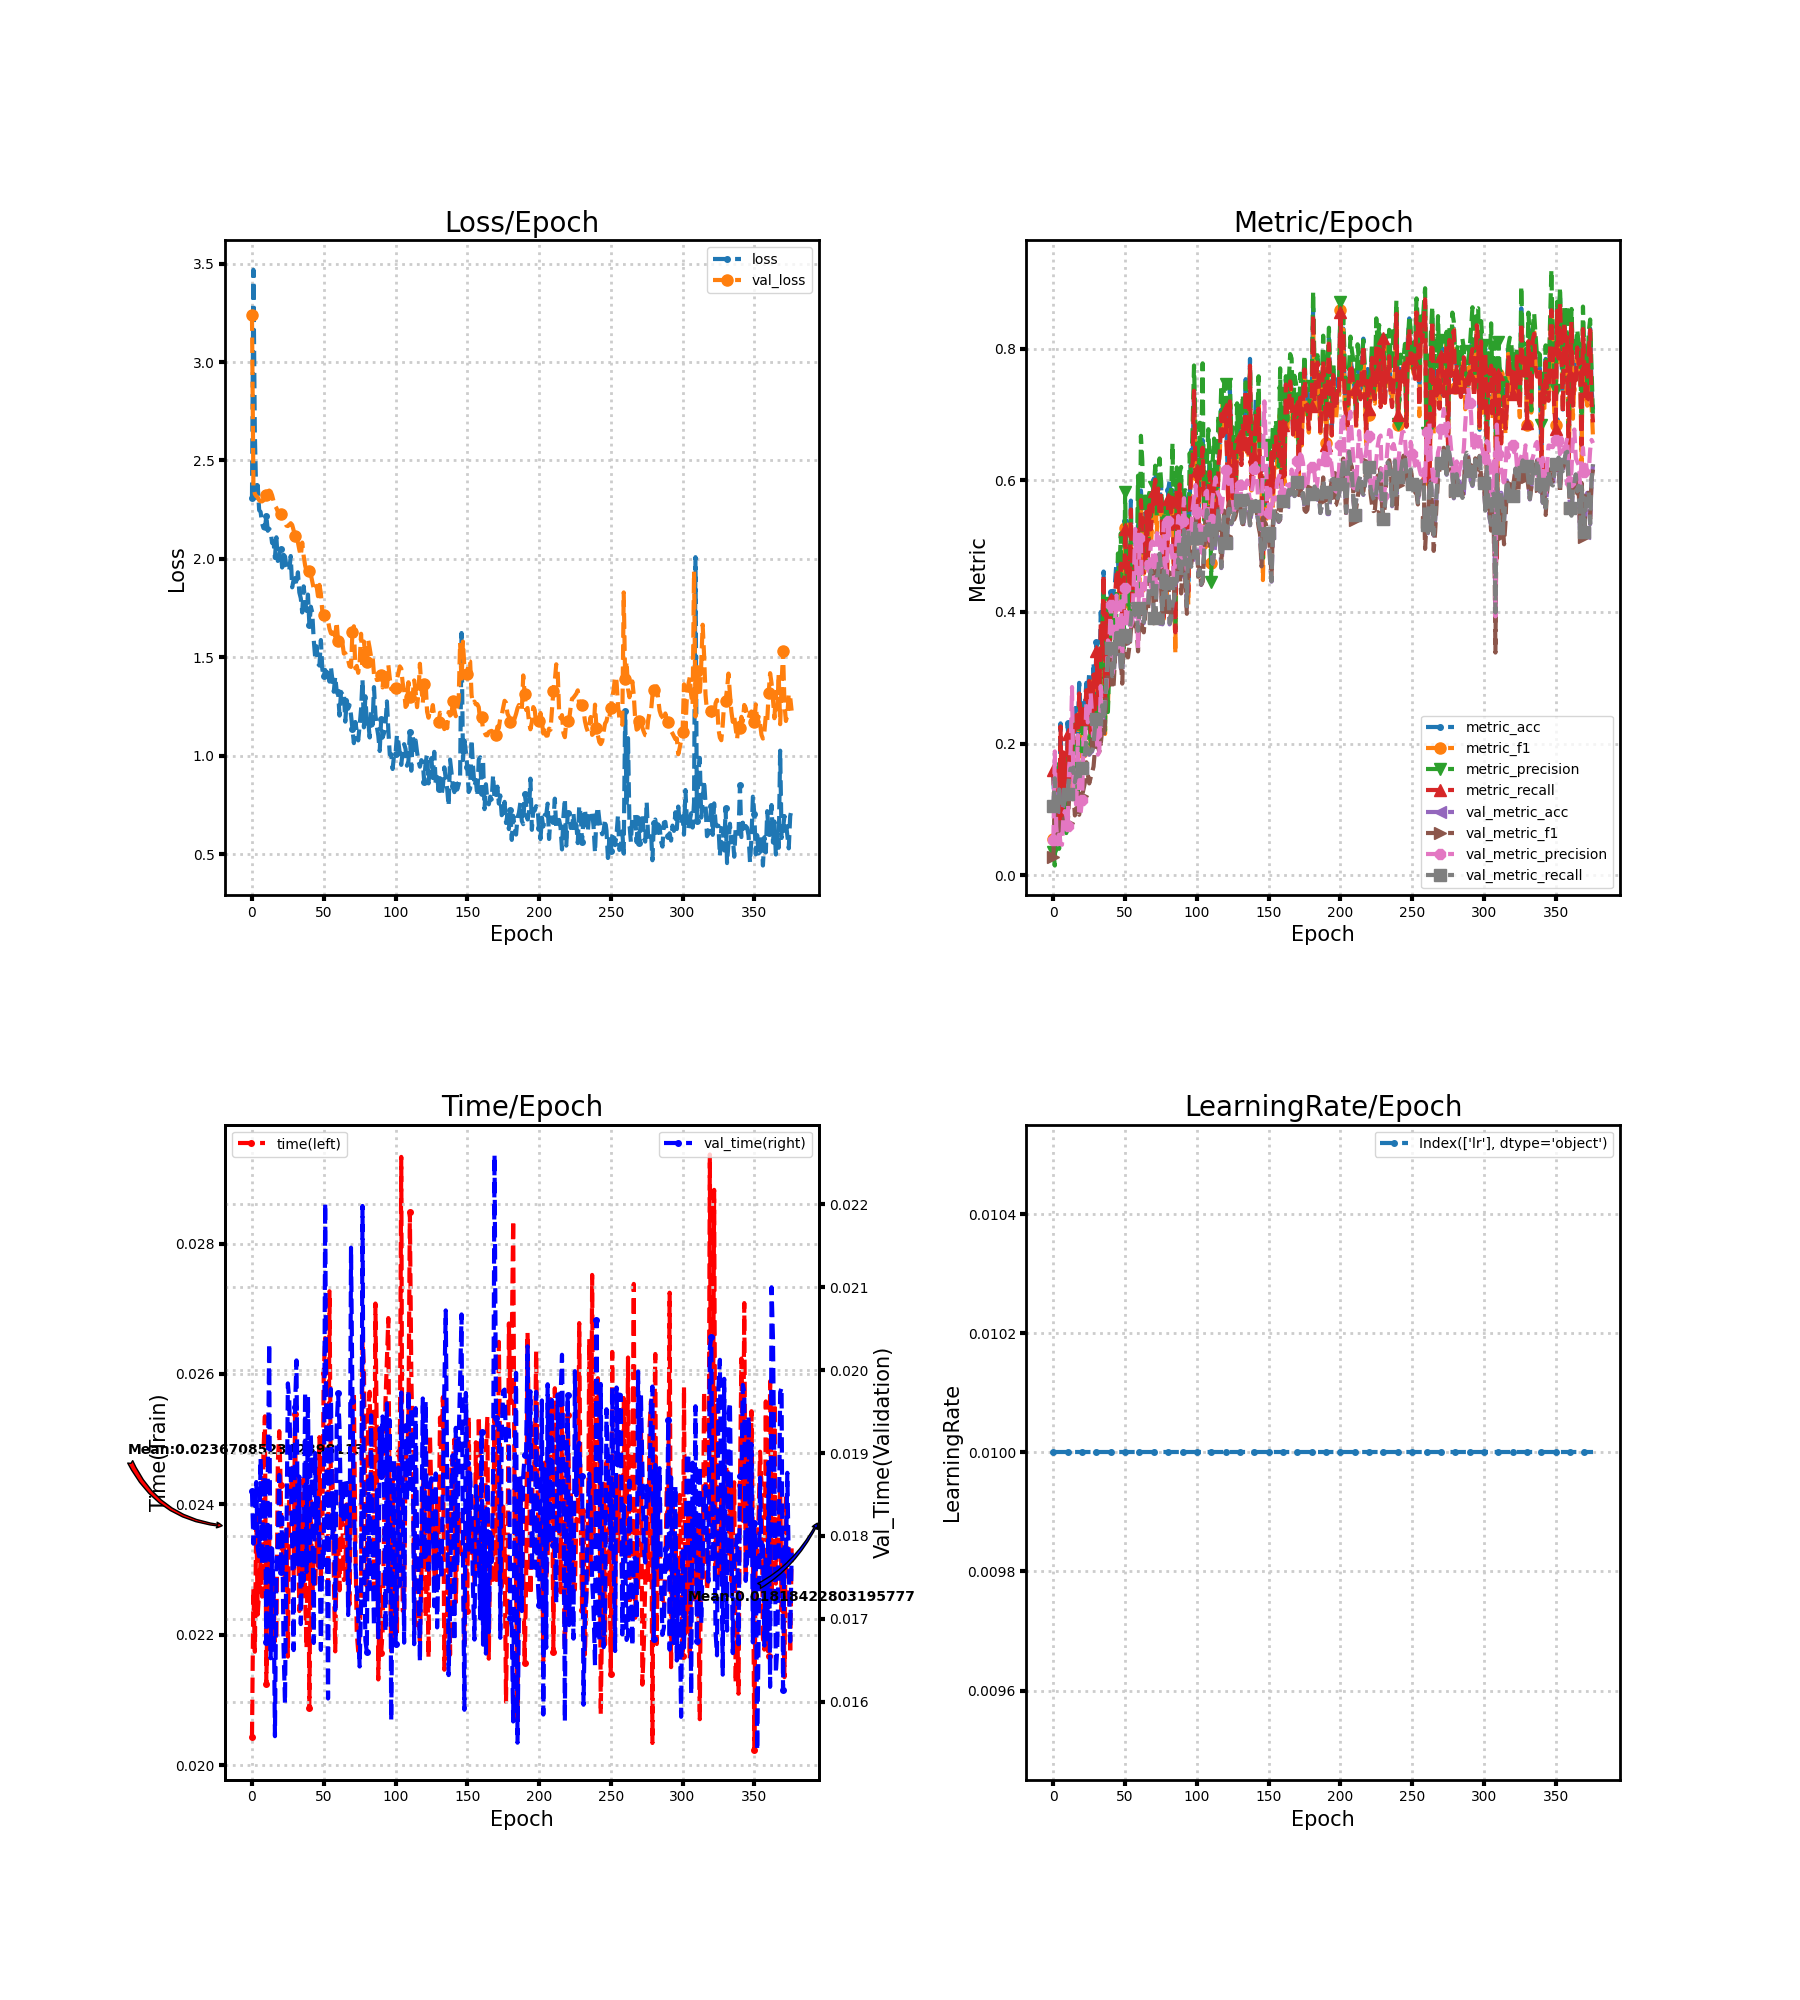 Loss/Epoch
Loss
3.5
3.0
2.5
2.0
1.5
1.0
0.5
0 50 100 150 200 250 300 350
Epoch
loss
val_loss
Metric/Epoch
Metric
0.8
0.6
0.4
0.2
0.0
0 50 100 150 200 250 300 350
Epoch
metric_acc
metric_f1
metric_precision
metric_recall
val_metric_acc
val_metric_f1
val_metric_precision
val_metric_recall
Time/Epoch
time(left)
val_time(right)
Time(Train)
0.028
0.026
0.024
0.022
0.020
0.022
0.021
0.020
0.019
0.018
0.017
0.016
Val_Time(Validation)
Mean:0.01818422803195777
0 50 100 150 200 250 300 350
Epoch
LearningRate/Epoch
Index(['lr'], dtype='object')
LearningRate
0.0104
0.0102
0.0100
0.0098
0.0096
0 50 100 150 200 250 300 350
Epoch